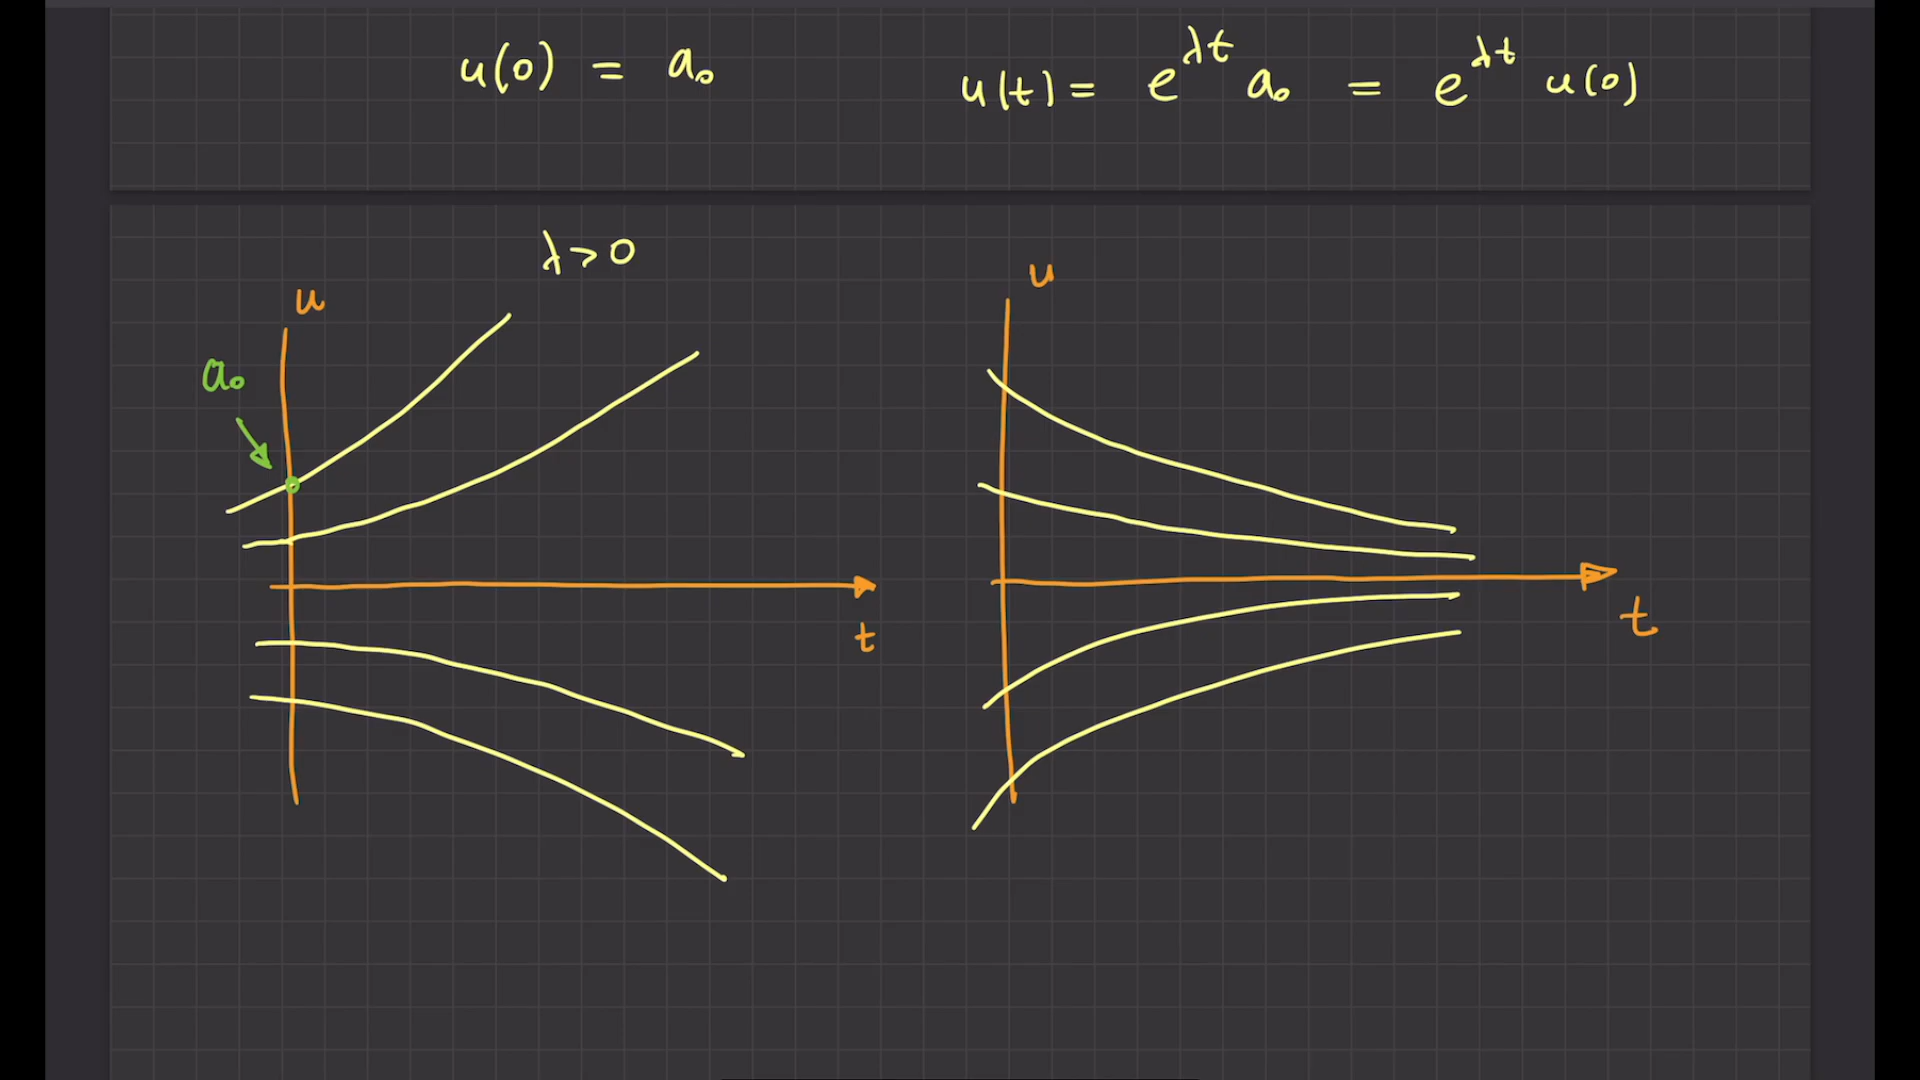 u(0) = a₀
u(t) = e^{λt} a₀ = e^{λt} u(0)
λ > 0
u
a₀
t
u
t